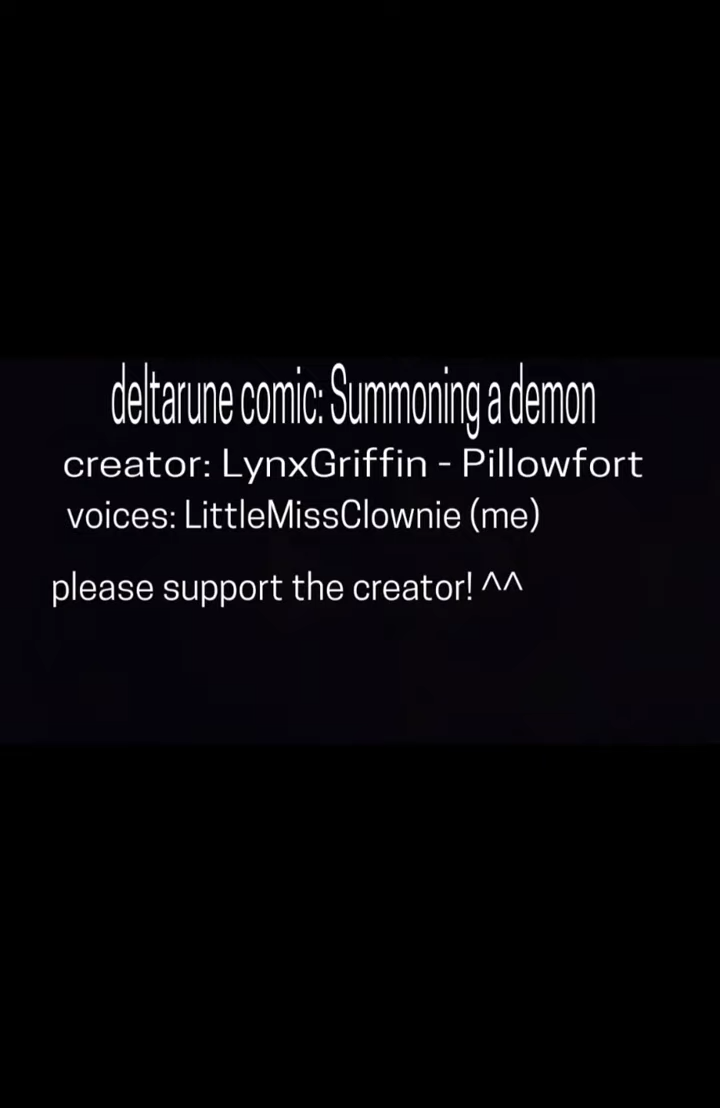 deltarune comic: Summoning a demon
creator: LynxGriffin - Pillowfort
voices: LittleMissClownie (me)
please support the creator! ^^